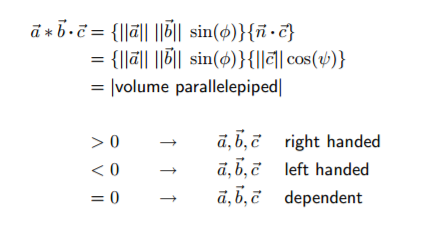 a⃗ * b⃗ · c⃗ = {||a⃗|| ||b⃗|| sin(ϕ)}{n⃗ · c⃗}
= {||a⃗|| ||b⃗|| sin(ϕ)}{||c⃗|| cos(ψ)}
= |volume parallelepiped|
> 0 → a⃗, b⃗, c⃗ right handed
< 0 → a⃗, b⃗, c⃗ left handed
= 0 → a⃗, b⃗, c⃗ dependent